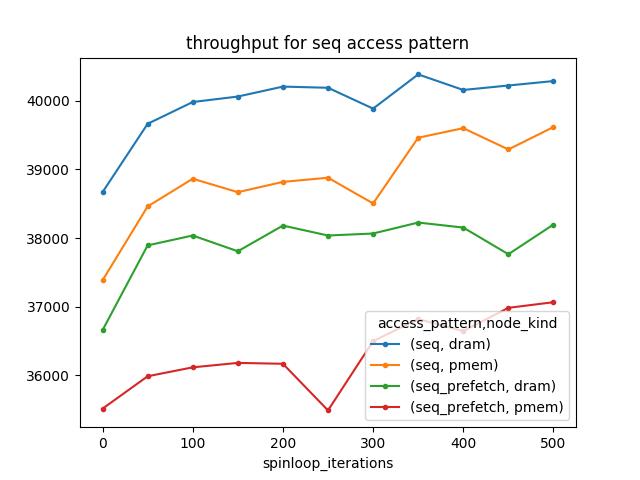 throughput for seq access pattern
40000
39000
38000
37000
36000
access_pattern,node_kind
(seq, dram)
(seq, pmem)
(seq_prefetch, dram)
(seq_prefetch, pmem)
0 100 200 300 400 500
spinloop_iterations